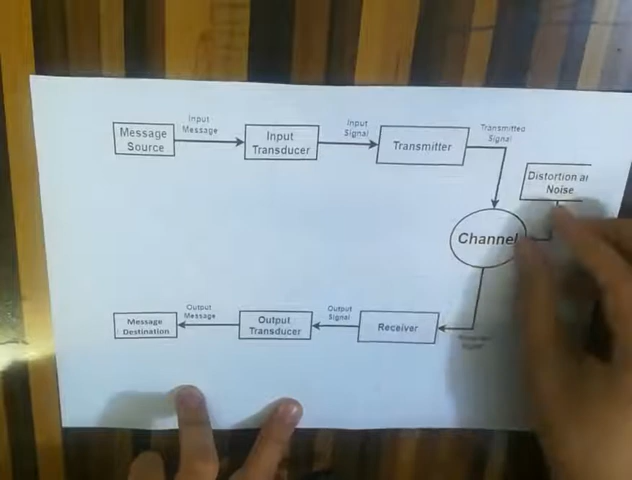 Message
Source
Input
Message
Input
Transducer
Input
Signal
Transmitter
Transmitted
Signal
Distortion
Noise
Channel
Receiver
Signal
Output
Signal
Output
Transducer
Output
Message
Message
Destination